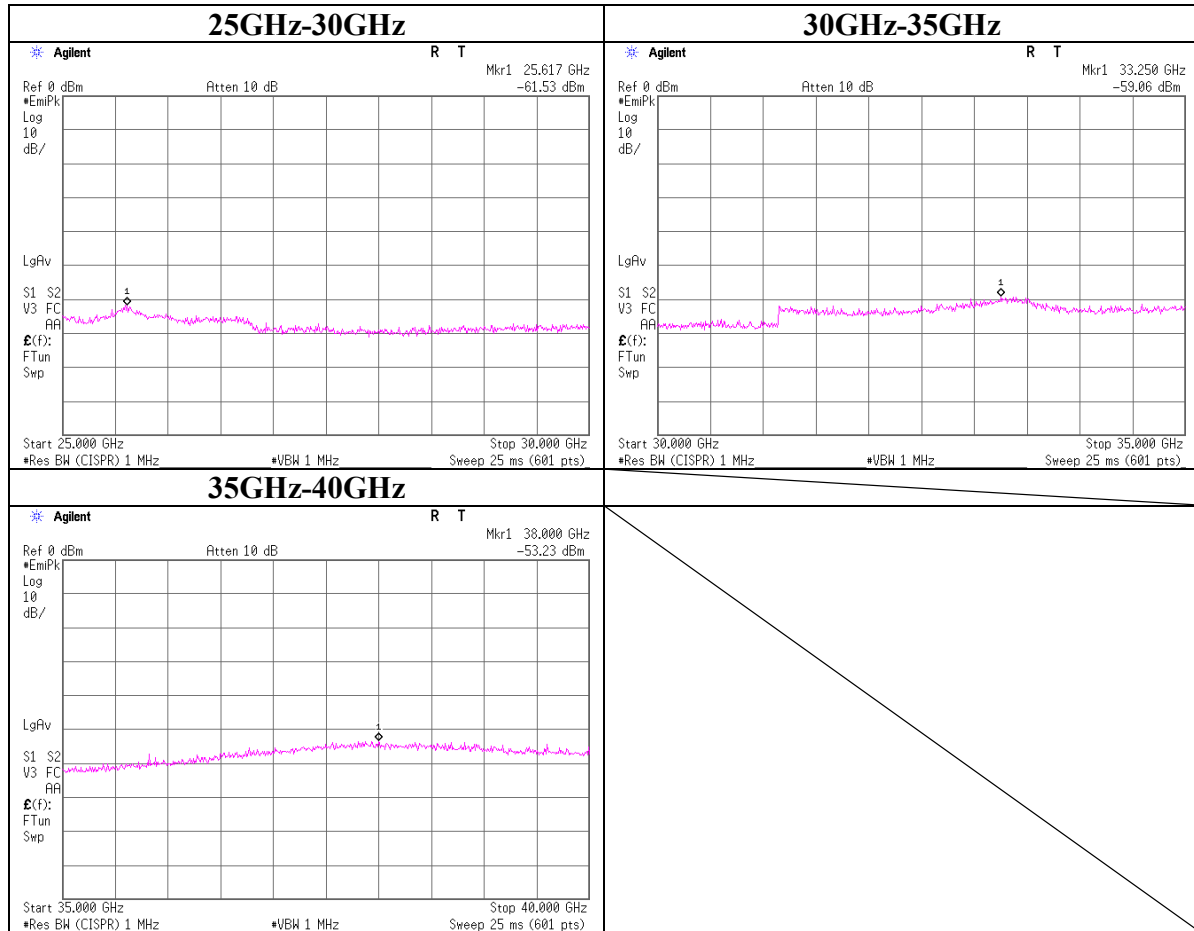 25GHz-30GHz
Agilent R T
Mkr1 25.617 GHz
Ref 0 dBm Atten 10 dB -61.53 dBm
#EmiPk
Log
10
dB/
LgAv
1
S1 S2
V3 FC
AA
£(f):
FTun
Swp
Start 25.000 GHz Stop 30.000 GHz
#Res BW (CISPR) 1 MHz #VBW 1 MHz Sweep 25 ms (601 pts)
30GHz-35GHz
Agilent R T
Mkr1 33.250 GHz
Ref 0 dBm Atten 10 dB -59.06 dBm
#EmiPk
Log
10
dB/
LgAv
1
S1 S2
V3 FC
AA
£(f):
FTun
Swp
Start 30.000 GHz Stop 35.000 GHz
#Res BW (CISPR) 1 MHz #VBW 1 MHz Sweep 25 ms (601 pts)
35GHz-40GHz
Agilent R T
Mkr1 38.000 GHz
Ref 0 dBm Atten 10 dB -53.23 dBm
#EmiPk
Log
10
dB/
LgAv
1
S1 S2
V3 FC
AA
£(f):
FTun
Swp
Start 35.000 GHz Stop 40.000 GHz
#Res BW (CISPR) 1 MHz #VBW 1 MHz Sweep 25 ms (601 pts)